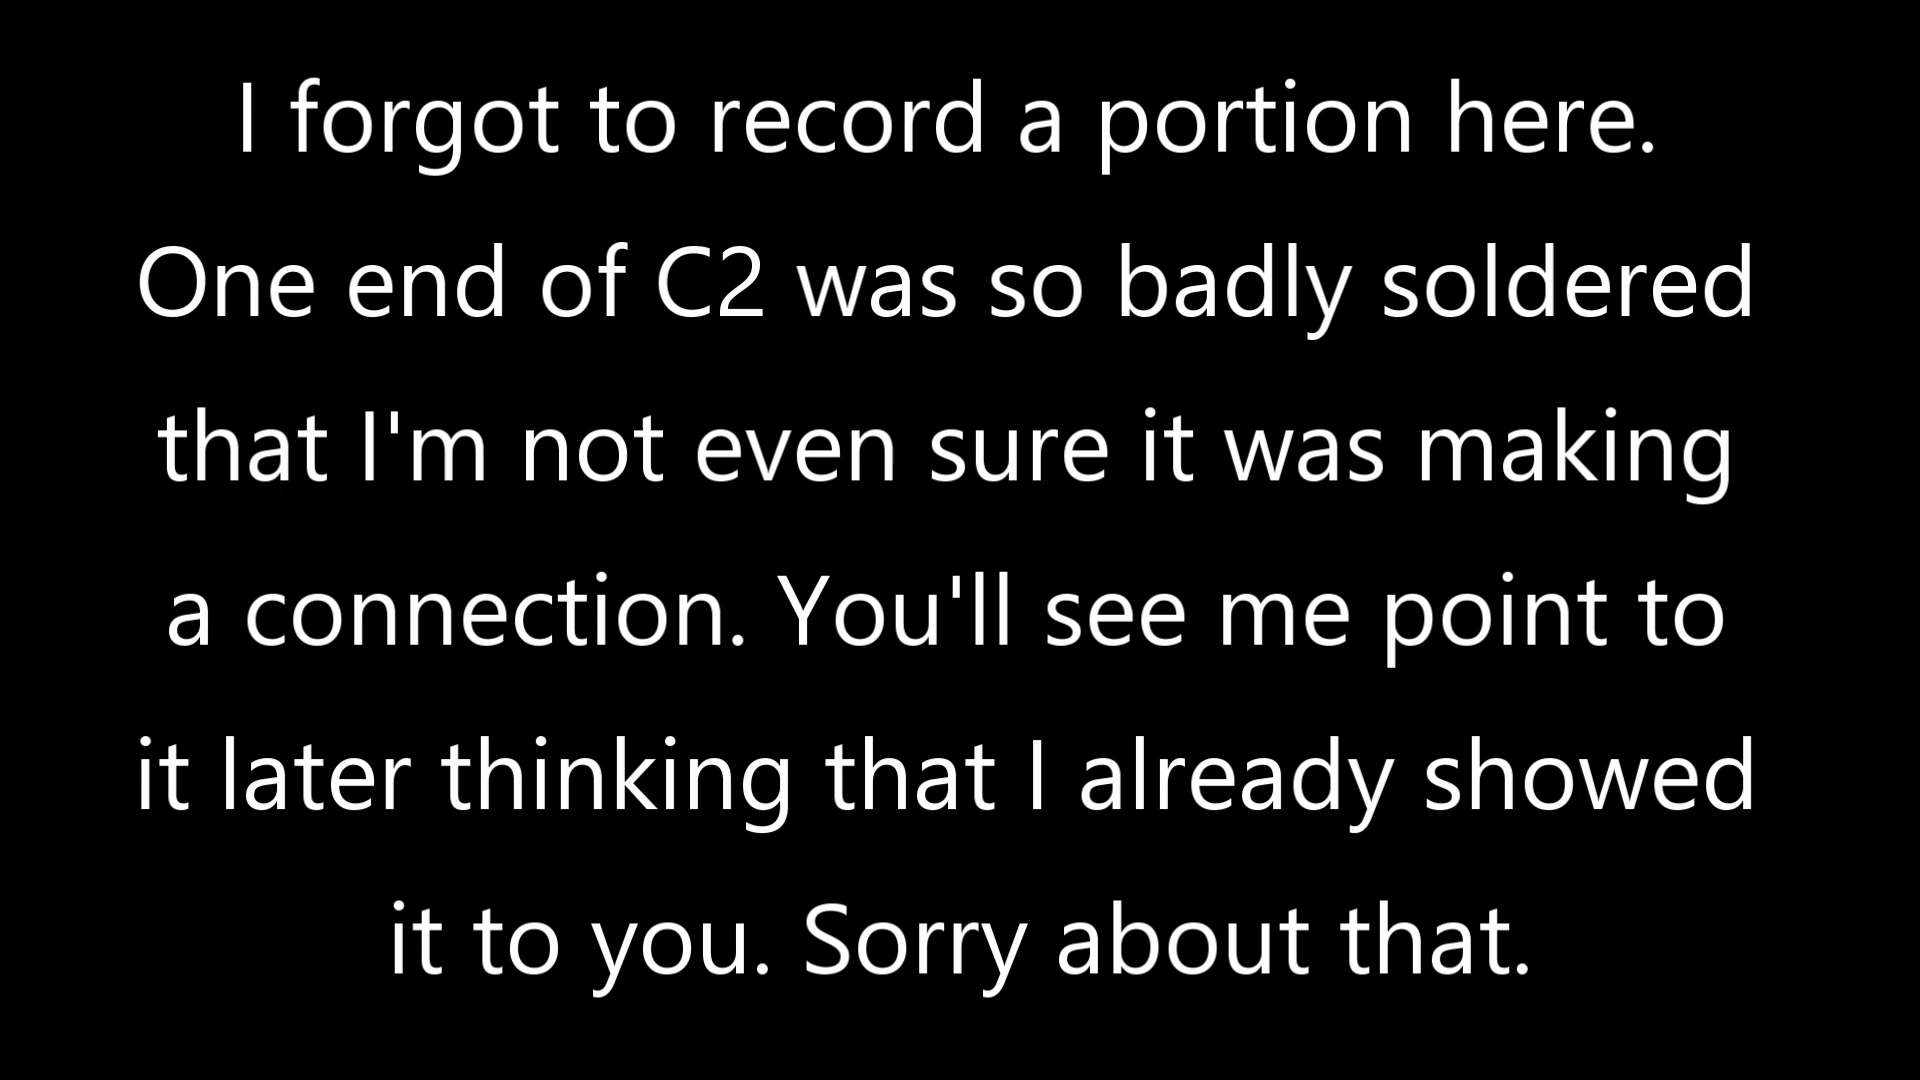 I forgot to record a portion here.
One end of C2 was so badly soldered
that I'm not even sure it was making
a connection. You'll see me point to
it later thinking that I already showed
it to you. Sorry about that.